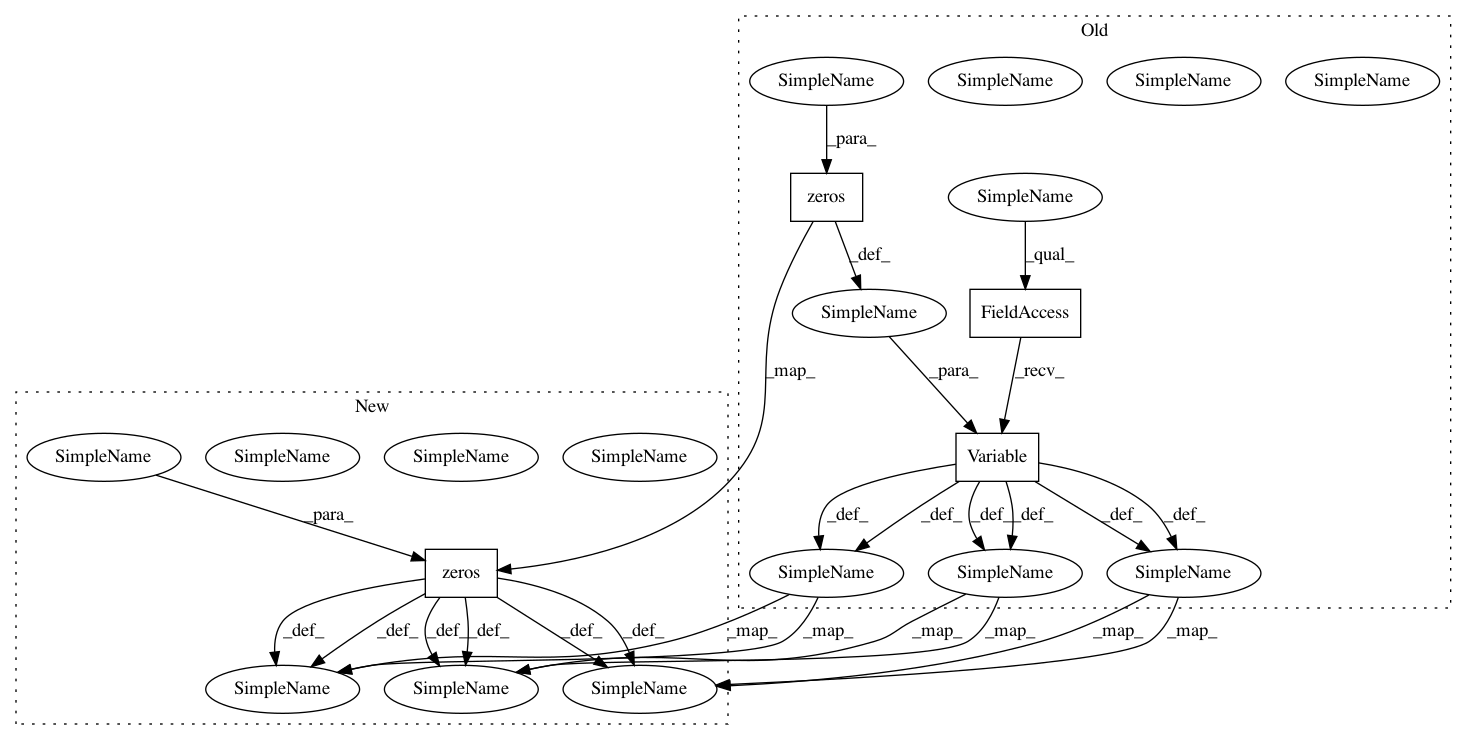 Old
SimpleName SimpleName SimpleName SimpleName
_para_
zeros SimpleName
_def_ _qual_
SimpleName FieldAccess
_map_ _para_ _recv_
New
SimpleName SimpleName SimpleName SimpleName Variable
_para_ _def_ _def_ _def_ _def_ _def_ _def_
zeros SimpleName SimpleName SimpleName
_def_ _def_ _def_ _def_ _def_ _def_ _map_ _map_ _map_ _map_ _map_ _map_
SimpleName SimpleName SimpleName